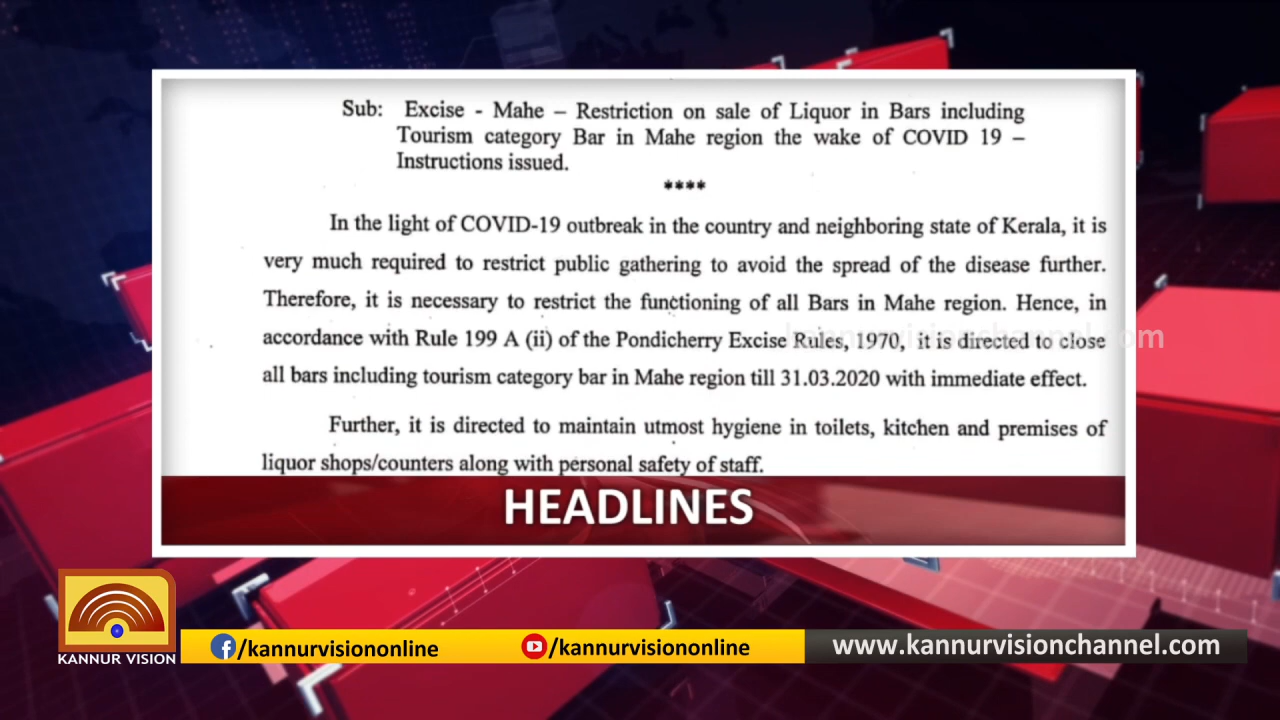 Sub: Excise - Mahe – Restriction on sale of Liquor in Bars including
Tourism category Bar in Mahe region the wake of COVID 19 –
Instructions issued.
****
In the light of COVID-19 outbreak in the country and neighboring state of Kerala, it is
very much required to restrict public gathering to avoid the spread of the disease further.
Therefore, it is necessary to restrict the functioning of all Bars in Mahe region. Hence, in
accordance with Rule 199 A (ii) of the Pondicherry Excise Rules, 1970, it is directed to close
all bars including tourism category bar in Mahe region till 31.03.2020 with immediate effect.
Further, it is directed to maintain utmost hygiene in toilets, kitchen and premises of
liquor shops/counters along with personal safety of staff.
kannurvisionchannel.com
HEADLINES
KANNUR VISION
/kannurvisiononline
/kannurvisiononline
www.kannurvisionchannel.com